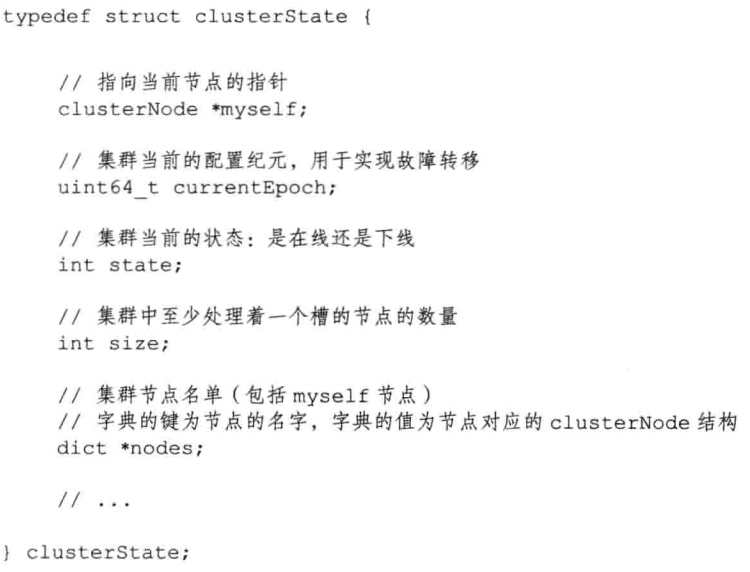 typedef struct clusterState {
// 指向当前节点的指针
clusterNode *myself;
// 集群当前的配置纪元，用于实现故障转移
uint64_t currentEpoch;
// 集群当前的状态：是在线还是下线
int state;
// 集群中至少处理着一个槽的节点的数量
int size;
// 集群节点名单（包括 myself 节点）
// 字典的键为节点的名字，字典的值为节点对应的 clusterNode 结构
dict *nodes;
// ...
} clusterState;